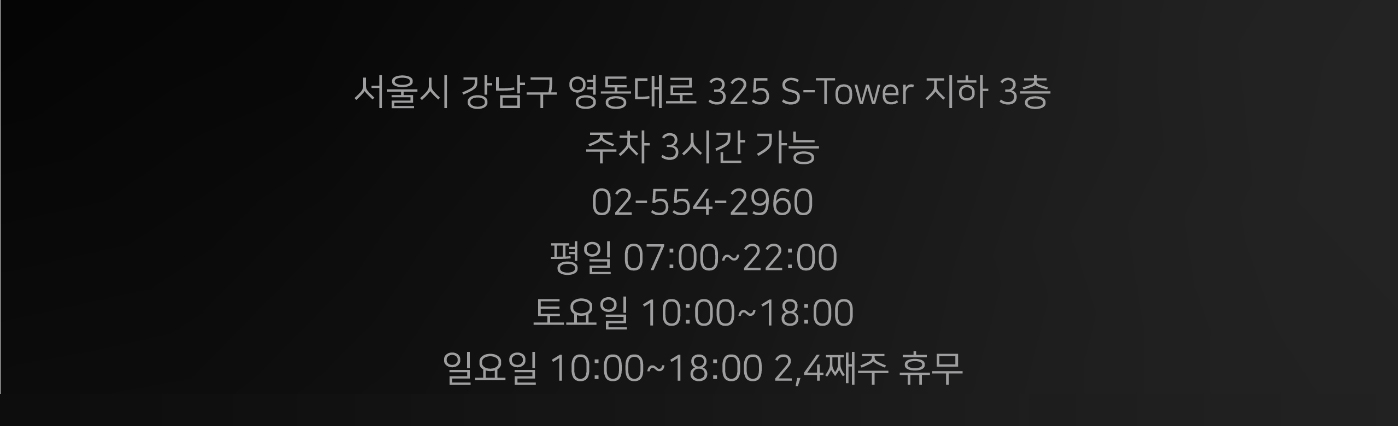 서울시 강남구 영동대로 325 S-Tower 지하 3층
주차 3시간 가능
02-554-2960
평일 07:00~22:00
토요일 10:00~18:00
일요일 10:00~18:00 2,4째주 휴무